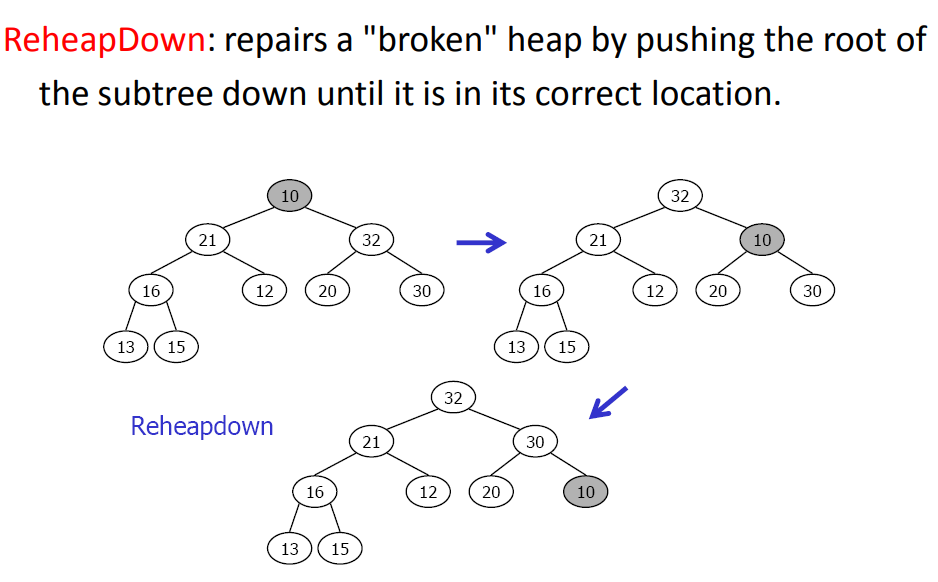 ReheapDown: repairs a "broken" heap by pushing the root of
the subtree down until it is in its correct location.
10
21 32
16 12 20 30
13 15
32
21 10
16 12 20 30
13 15
Reheapdown
32
21 30
16 12 20 10
13 15